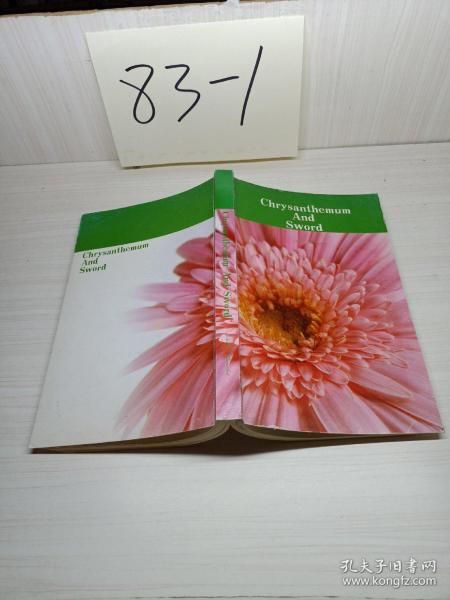 83-1
Chrysanthemum
And
Sword
Chrysanthemum
And
Sword
Chrysanthemum And Sword
孔夫子旧书网
www.kongfz.com